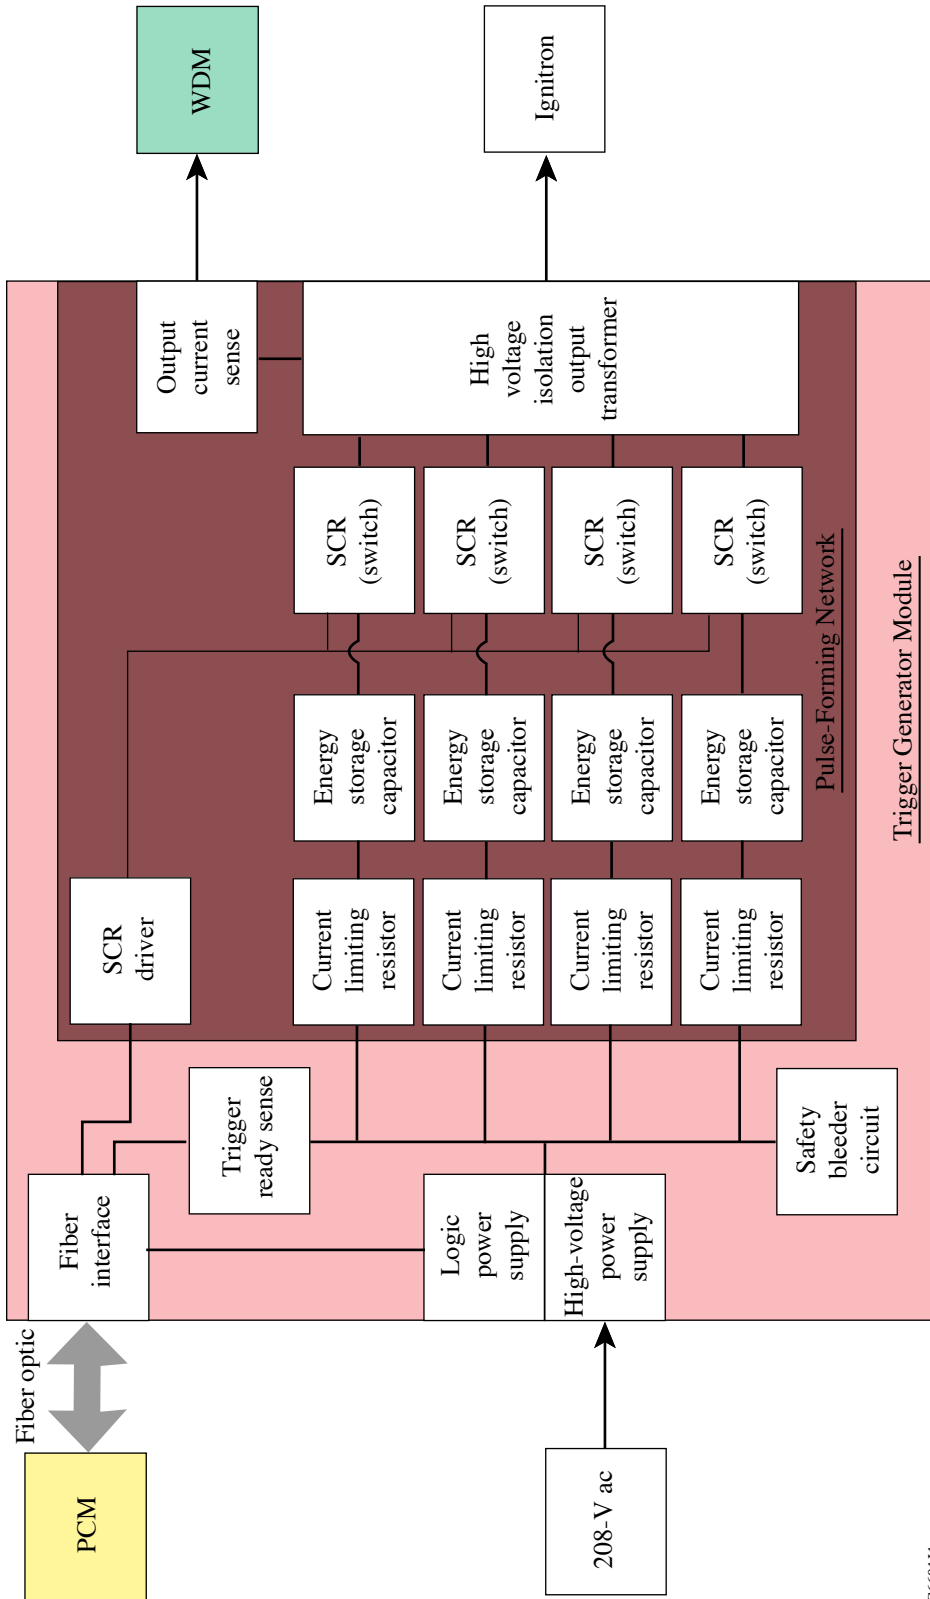 PCM
Fiber optic
Fiber
interface
SCR
driver
Output
current
sense
WDM
Trigger
ready sense
Current
limiting
resistor
Energy
storage
capacitor
SCR
(switch)
Current
limiting
resistor
Energy
storage
capacitor
SCR
(switch)
Current
limiting
resistor
Energy
storage
capacitor
SCR
(switch)
Current
limiting
resistor
Energy
storage
capacitor
SCR
(switch)
High
voltage
isolation
output
transformer
Ignitron
Logic
power
supply
High-voltage
power
supply
208-V ac
Safety
bleeder
circuit
Pulse-Forming Network
Trigger Generator Module